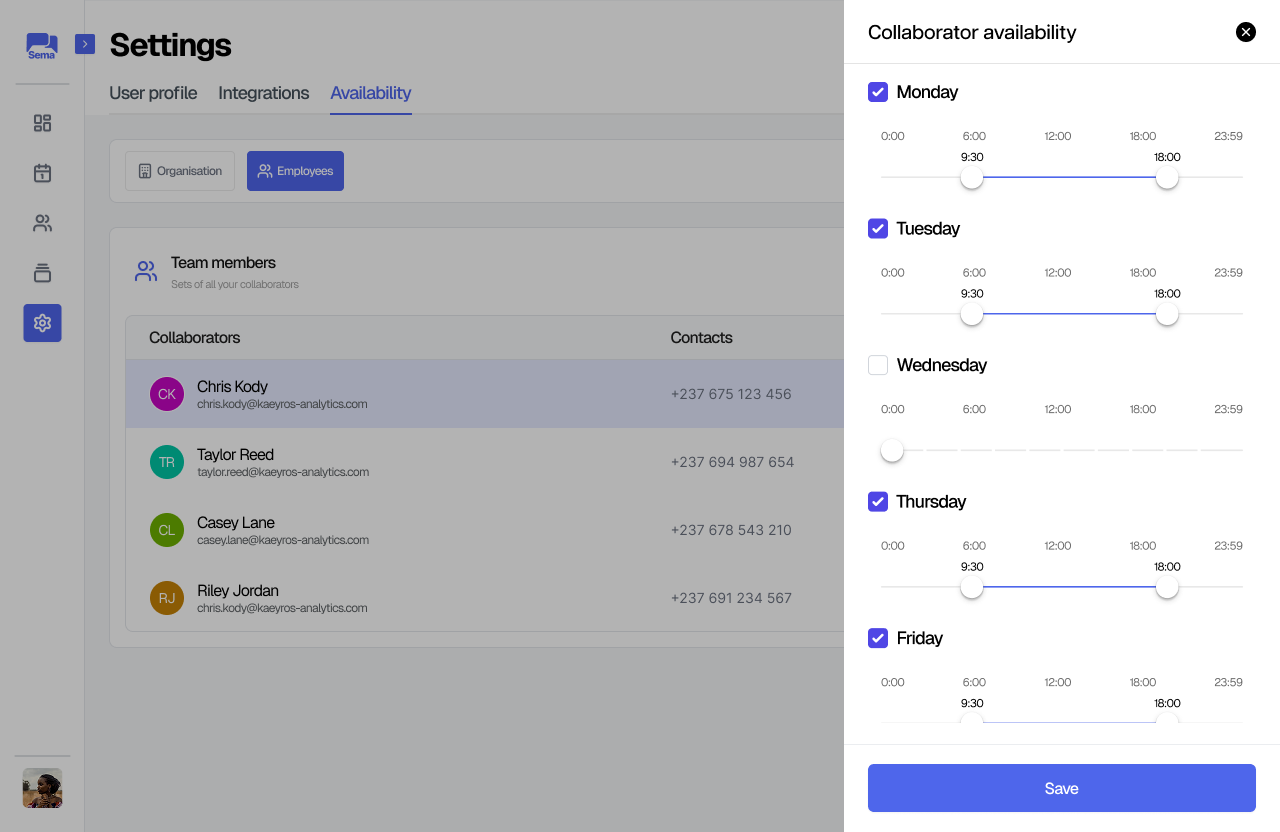 Sema
Settings
User profile
Integrations
Availability
Organisation
Employees
Team members
Sets of all your collaborators
Collaborators
Contacts
CK
Chris Kody
chris.kody@kaeyros-analytics.com
+237 675 123 456
TR
Taylor Reed
taylor.reed@kaeyros-analytics.com
+237 694 987 654
CL
Casey Lane
casey.lane@kaeyros-analytics.com
+237 678 543 210
RJ
Riley Jordan
chris.kody@kaeyros-analytics.com
+237 691 234 567
Collaborator availability
Monday
0:00 6:00 12:00 18:00 23:59
9:30 18:00
Tuesday
0:00 6:00 12:00 18:00 23:59
9:30 18:00
Wednesday
0:00 6:00 12:00 18:00 23:59
Thursday
0:00 6:00 12:00 18:00 23:59
9:30 18:00
Friday
0:00 6:00 12:00 18:00 23:59
9:30 18:00
Save